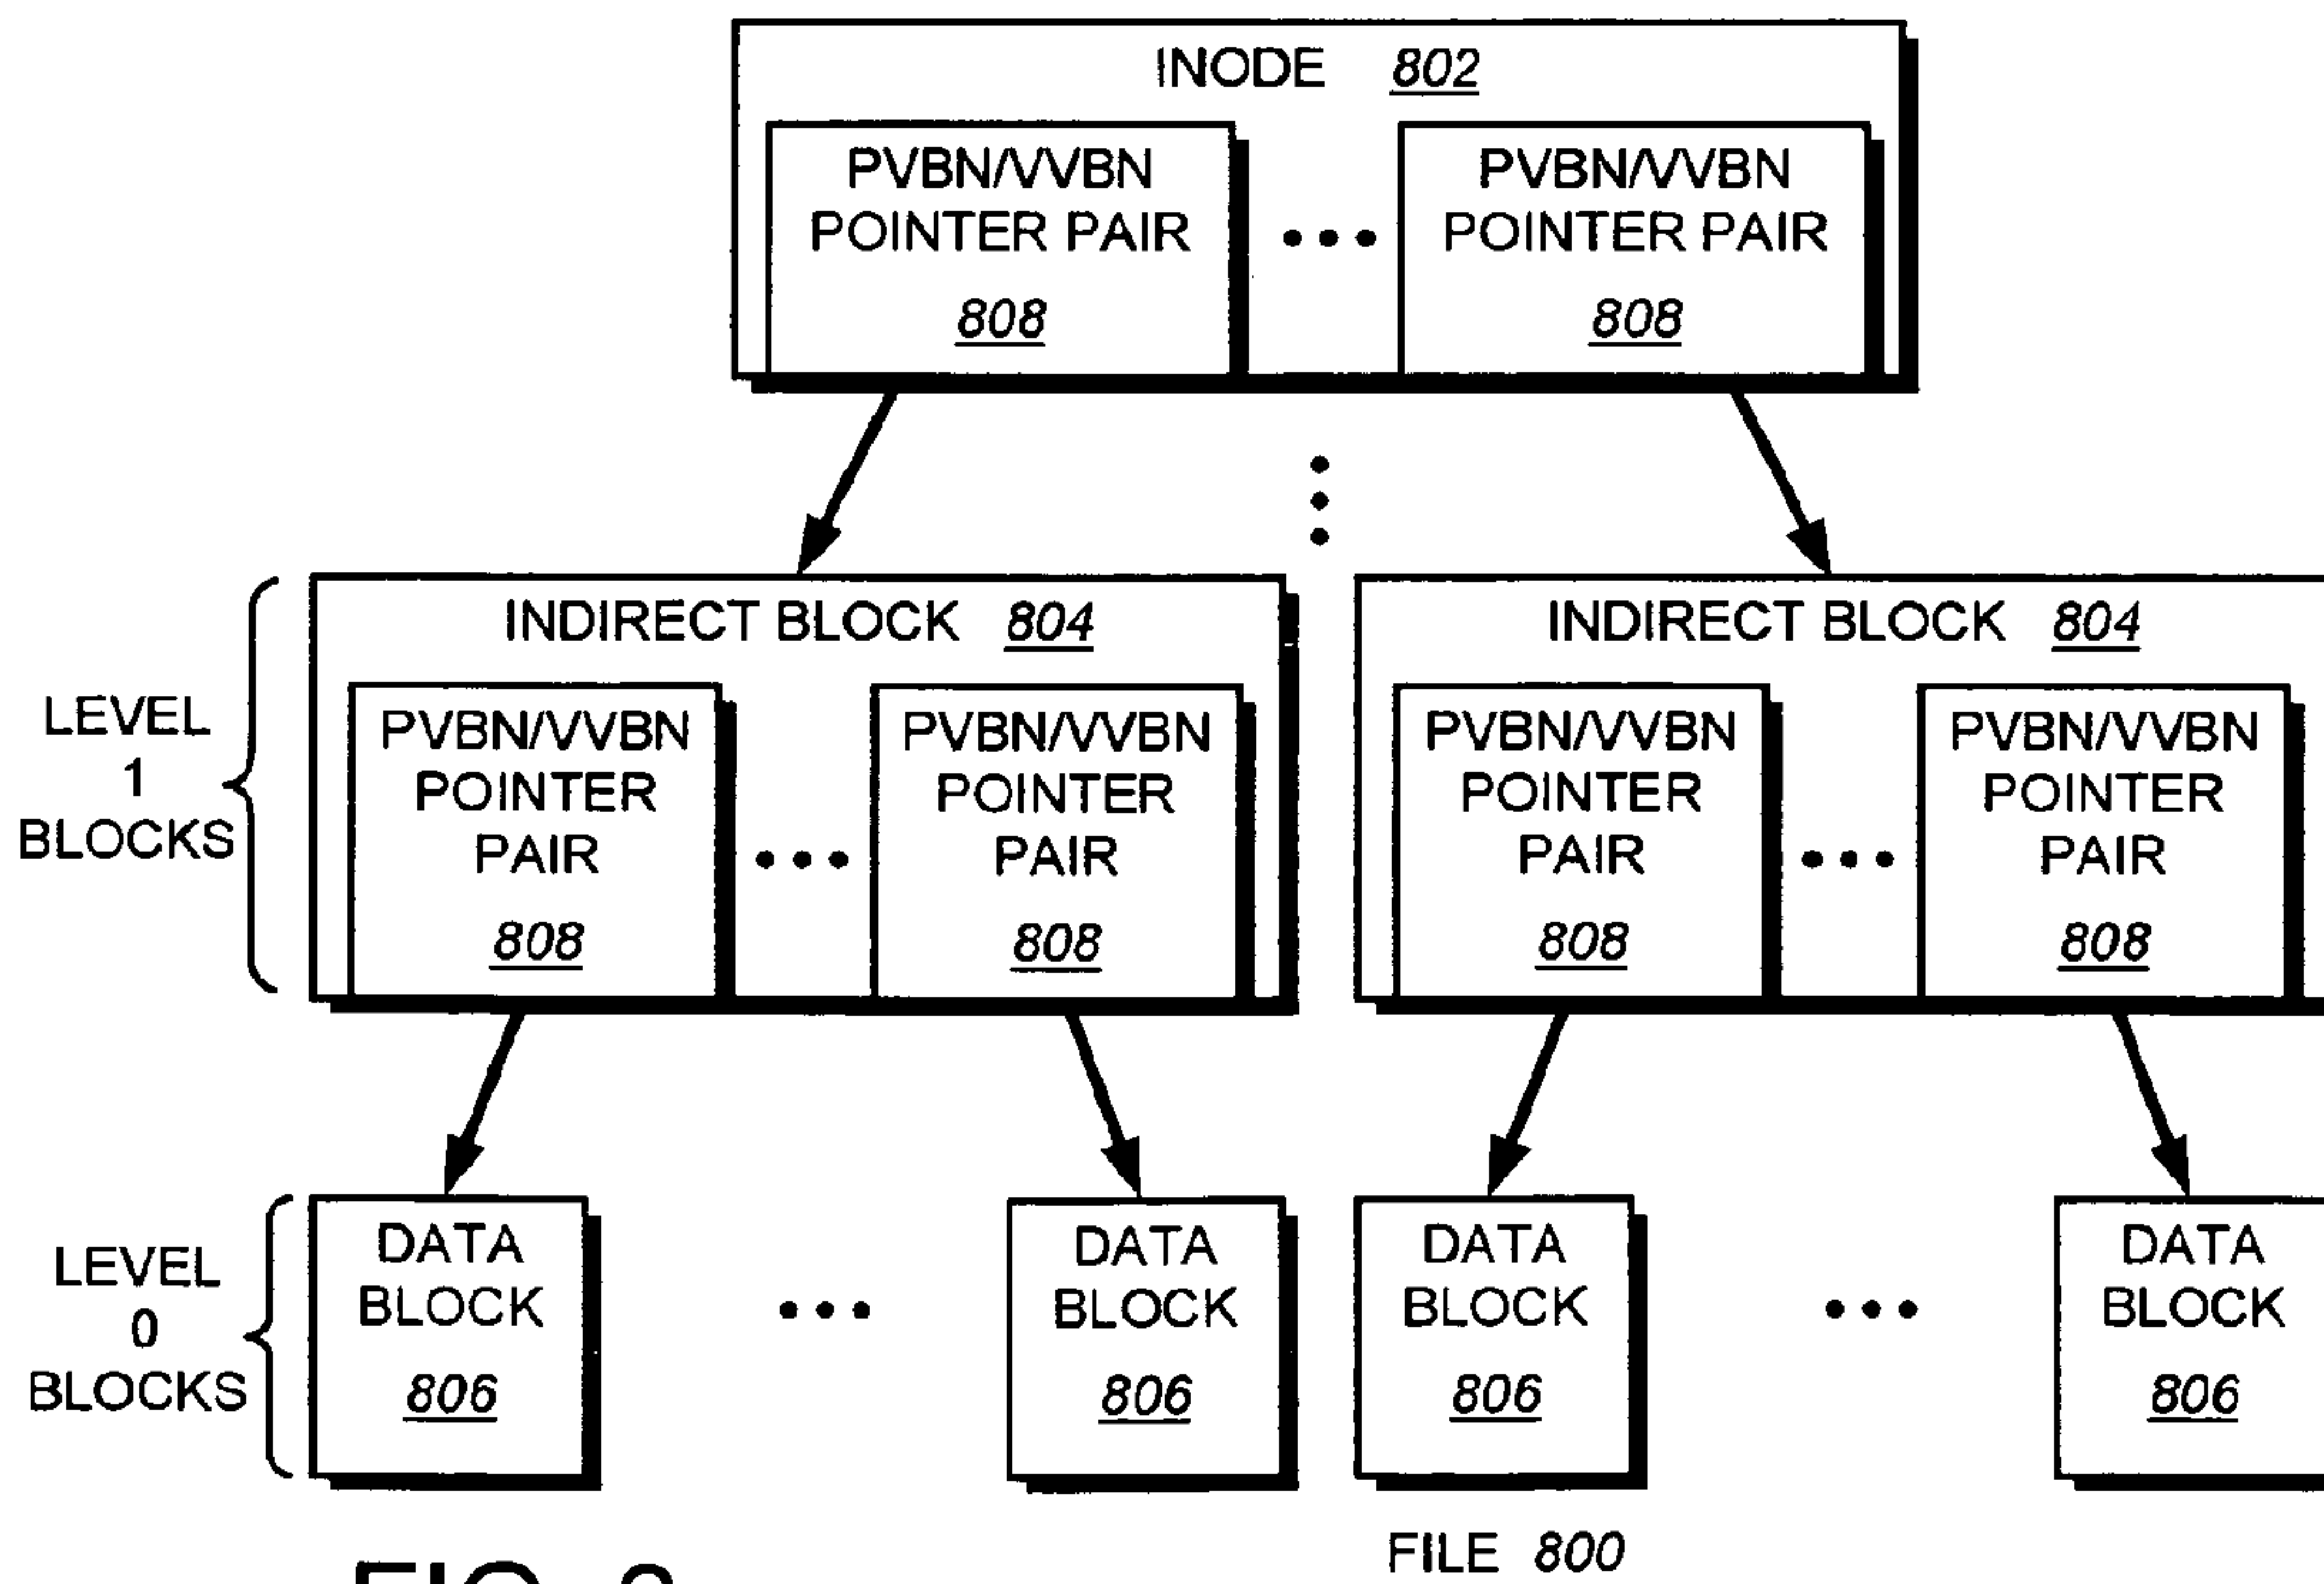 INODE 802
PVBN/VVBN
POINTER PAIR
808
PVBN/VVBN
POINTER PAIR
808
LEVEL
1
BLOCKS
INDIRECT BLOCK 804
PVBN/VVBN
POINTER
PAIR
808
PVBN/VVBN
POINTER
PAIR
808
INDIRECT BLOCK 804
PVBN/VVBN
POINTER
PAIR
808
PVBN/VVBN
POINTER
PAIR
808
LEVEL
0
BLOCKS
DATA
BLOCK
806
DATA
BLOCK
806
DATA
BLOCK
806
DATA
BLOCK
806
FILE 800
FIG.